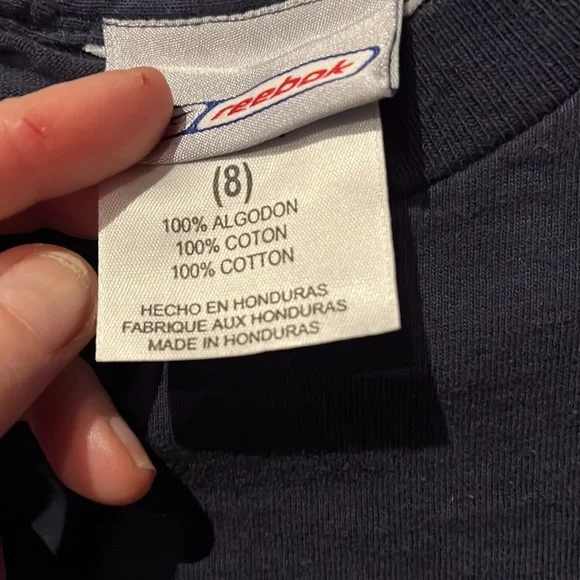 reebok
(8)
100% ALGODON
100% COTON
100% COTTON
HECHO EN HONDURAS
FABRIQUE AUX HONDURAS
MADE IN HONDURAS